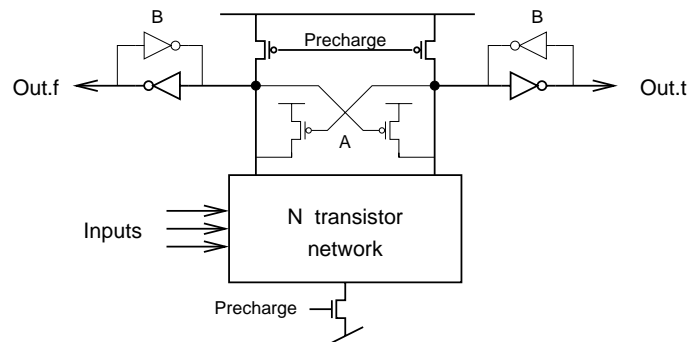 B
B
Precharge
Out.f
Out.t
A
N transistor
network
Inputs
Precharge